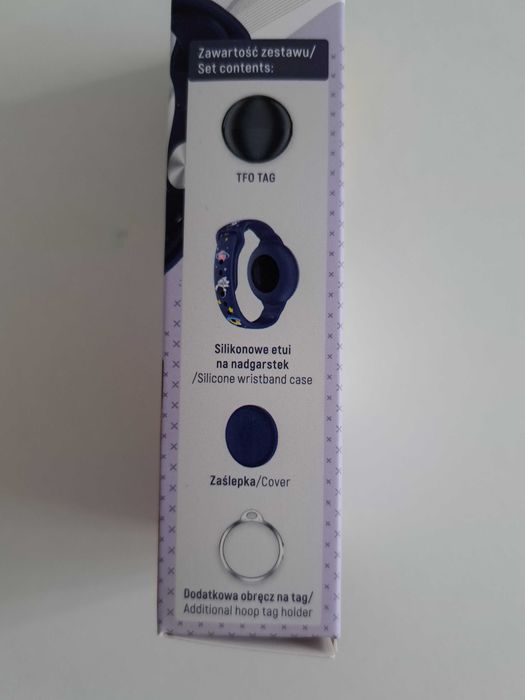 Zawartość zestawu/
Set contents:
TFO TAG
Silikonowe etui
na nadgarstek
/Silicone wristband case
Zaślepka/Cover
Dodatkowa obręcz na tag/
Additional hoop tag holder